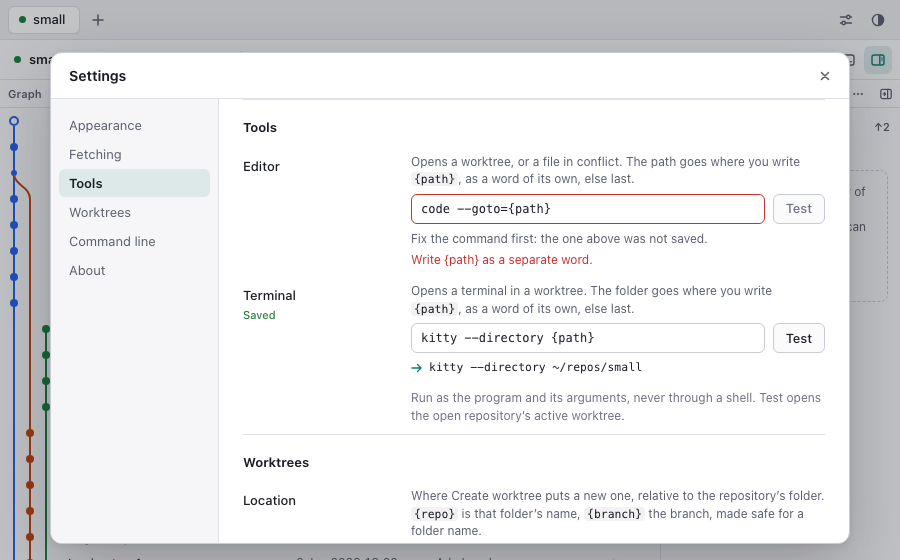 small
Graph
↑2
of
can
Settings
Appearance
Fetching
Tools
Worktrees
Command line
About
Tools
Editor
Opens a worktree, or a file in conflict. The path goes where you write
{path}, as a word of its own, else last.
code --goto={path}
Test
Fix the command first: the one above was not saved.
Write {path} as a separate word.
Terminal
Saved
Opens a terminal in a worktree. The folder goes where you write
{path}, as a word of its own, else last.
kitty --directory {path}
Test
→ kitty --directory ~/repos/small
Run as the program and its arguments, never through a shell. Test opens
the open repository's active worktree.
Worktrees
Location
Where Create worktree puts a new one, relative to the repository's folder.
{repo} is that folder's name, {branch} the branch, made safe for a
folder name.